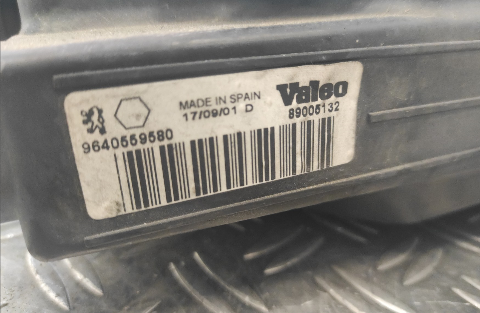 MADE IN SPAIN
17/09/01 D
Valeo
89005132
9640559580